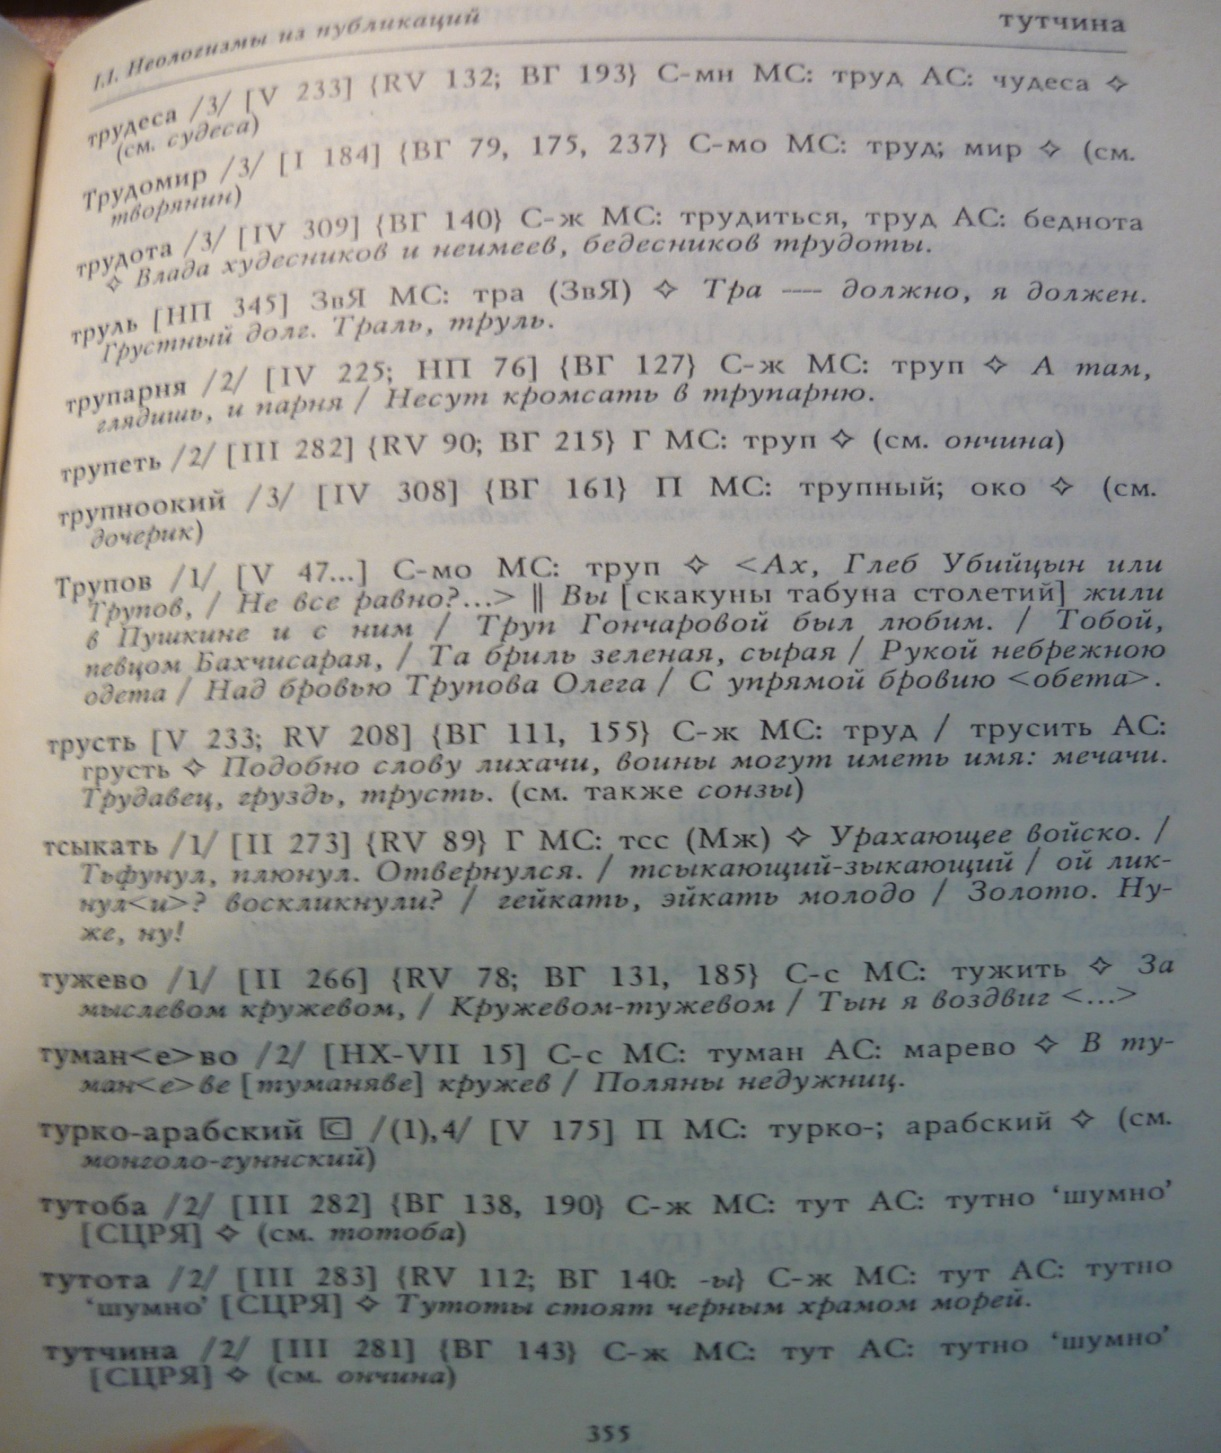 I.1. Неологизмы из публикаций тутчина
трудеса /3/ [V 233] {RV 132; ВГ 193} С-мн МС: труд АС: чудеса ✧
(см. судеса)
Трудомир /3/ [I 184] {ВГ 79, 175, 237} С-мо МС: труд; мир ✧ (см.
творянин)
трудота /3/ [IV 309] {ВГ 140} С-ж МС: трудиться, труд АС: беднота
✧ Влада худесников и неимеев, бедесников трудоты.
труль [НП 345] ЗвЯ МС: тра (ЗвЯ) ✧ Тра — должно, я должен.
Грустный долг. Траль, труль.
трупарня /2/ [IV 225; НП 76] {ВГ 127} С-ж МС: труп ✧ А там,
глядишь, и парня / Несут кромсать в трупарню.
трупеть /2/ [III 282] {RV 90; ВГ 215} Г МС: труп ✧ (см. ончина)
трупноокий /3/ [IV 308] {ВГ 161} П МС: трупный; око ✧ (см.
дочерик)
Трупов /1/ [V 47...] С-мо МС: труп ✧ <Ах, Глеб Убийцын или
Трупов, / Не все равно?...> || Вы [скакуны табуна столетий] жили
в Пушкине и с ним / Труп Гончаровой был любим. / Тобой,
певцом Бахчисарая, / Та бриль зеленая, сырая / Рукой небрежною
одета / Над бровью Трупова Олега / С упрямой бровию <обета>.
трусть [V 233; RV 208] {ВГ 111, 155} С-ж МС: труд / трусить АС:
грусть ✧ Подобно слову лихачи, воины могут иметь имя: мечачи.
Трудавец, груздь, трусть. (см. также сонзы)
тсыкать /1/ [II 273] {RV 89} Г МС: тсс (Мж) ✧ Урахающее войско. /
Тьфунул, плюнул. Отвернулся. / тсыкающий-зыкающий / ой лик-
нул<и>? воскликнули? / гейкать, эйкать молодо / Золото. Ну-
же, ну!
тужево /1/ [II 266] {RV 78; ВГ 131, 185} С-с МС: тужить ✧ За
мыслевом кружевом, / Кружевом-тужевом / Тын я воздвиг <...>
туман<е>во /2/ [НХ-VII 15] С-с МС: туман АС: марево ✧ В ту-
ман<е>ве [туманяве] кружев / Поляны недужниц.
турко-арабский С /(1),4/ [V 175] П МС: турко-; арабский ✧ (см.
монголо-гуннский)
тутоба /2/ [III 282] {ВГ 138, 190} С-ж МС: тут АС: тутно ‘шумно’
[СЦРЯ] ✧ (см. тотоба)
тутота /2/ [III 283] {RV 112; ВГ 140: -ы} С-ж МС: тут АС: тутно
‘шумно’ [СЦРЯ] ✧ Тутоты стоят черным храмом морей.
тутчина /2/ [III 281] {ВГ 143} С-ж МС: тут АС: тутно ‘шумно’
[СЦРЯ] ✧ (см. ончина)
355